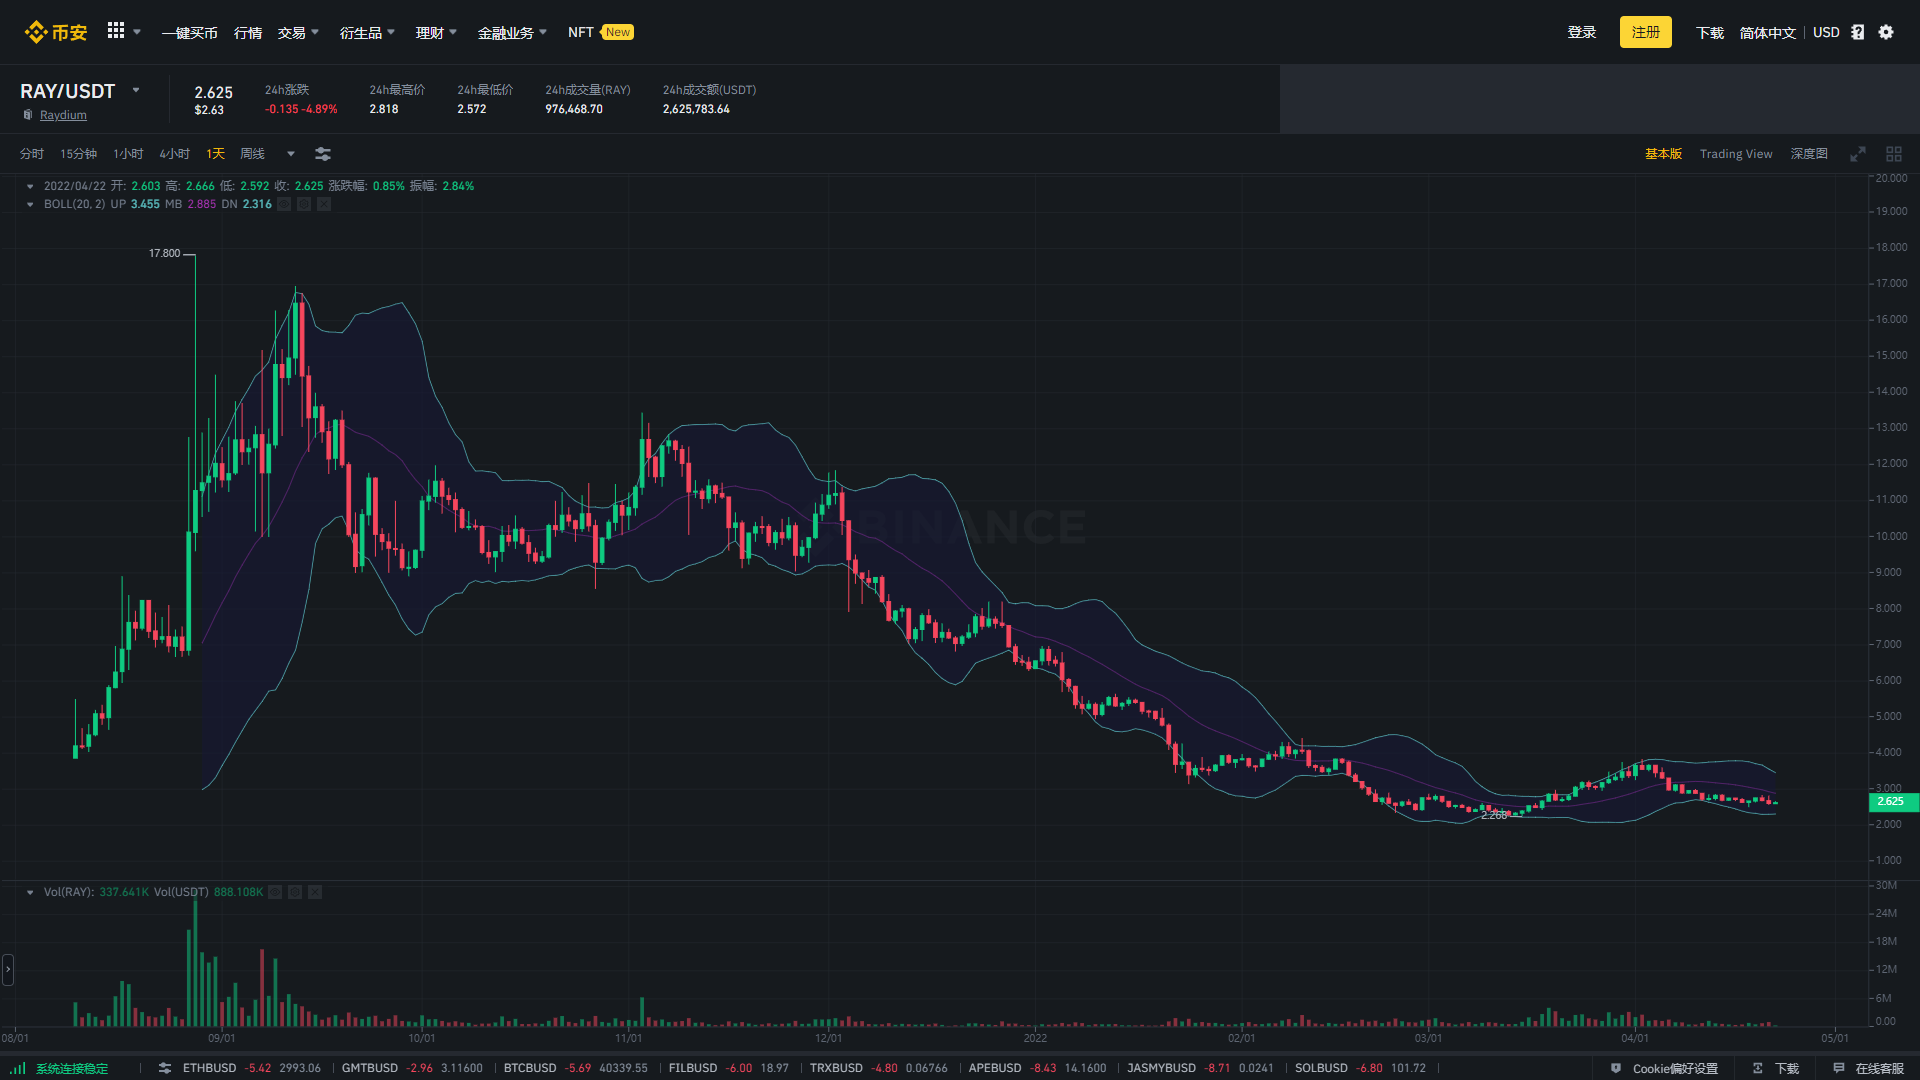 币安 一键买币 行情 交易 衍生品 理财 金融业务 NFT New 登录 注册 下载 简体中文 USD
RAY/USDT
Raydium
2.625
$2.63
24h涨跌
-0.135 -4.89%
24h最高价
2.818
24h最低价
2.572
24h成交量(RAY)
976,468.70
24h成交额(USDT)
2,625,783.64
分时 15分钟 1小时 4小时 1天 周线 基本版 Trading View 深度图
2022/04/22 开: 2.603 高: 2.666 低: 2.592 收: 2.625 涨跌幅: 0.85% 振幅: 2.84%
BOLL(20, 2) UP 3.455 MB 2.885 DN 2.316
17.800
BINANCE
2.268
20.000
19.000
18.000
17.000
16.000
15.000
14.000
13.000
12.000
11.000
10.000
9.000
8.000
7.000
6.000
5.000
4.000
3.000
2.625
2.000
1.000
Vol(RAY): 337.641K Vol(USDT) 888.108K
30M
24M
18M
12M
6M
0.00
08/01 09/01 10/01 11/01 12/01 2022 02/01 03/01 04/01 05/01
系统连接稳定 ETHBUSD -5.42 2993.06 GMTBUSD -2.96 3.11600 BTCBUSD -5.69 40339.55 FILBUSD -6.00 18.97 TRXBUSD -4.80 0.06766 APEBUSD -8.43 14.1600 JASMYBUSD -8.71 0.0241 SOLBUSD -6.80 101.72 Cookie偏好设置 下载 在线客服